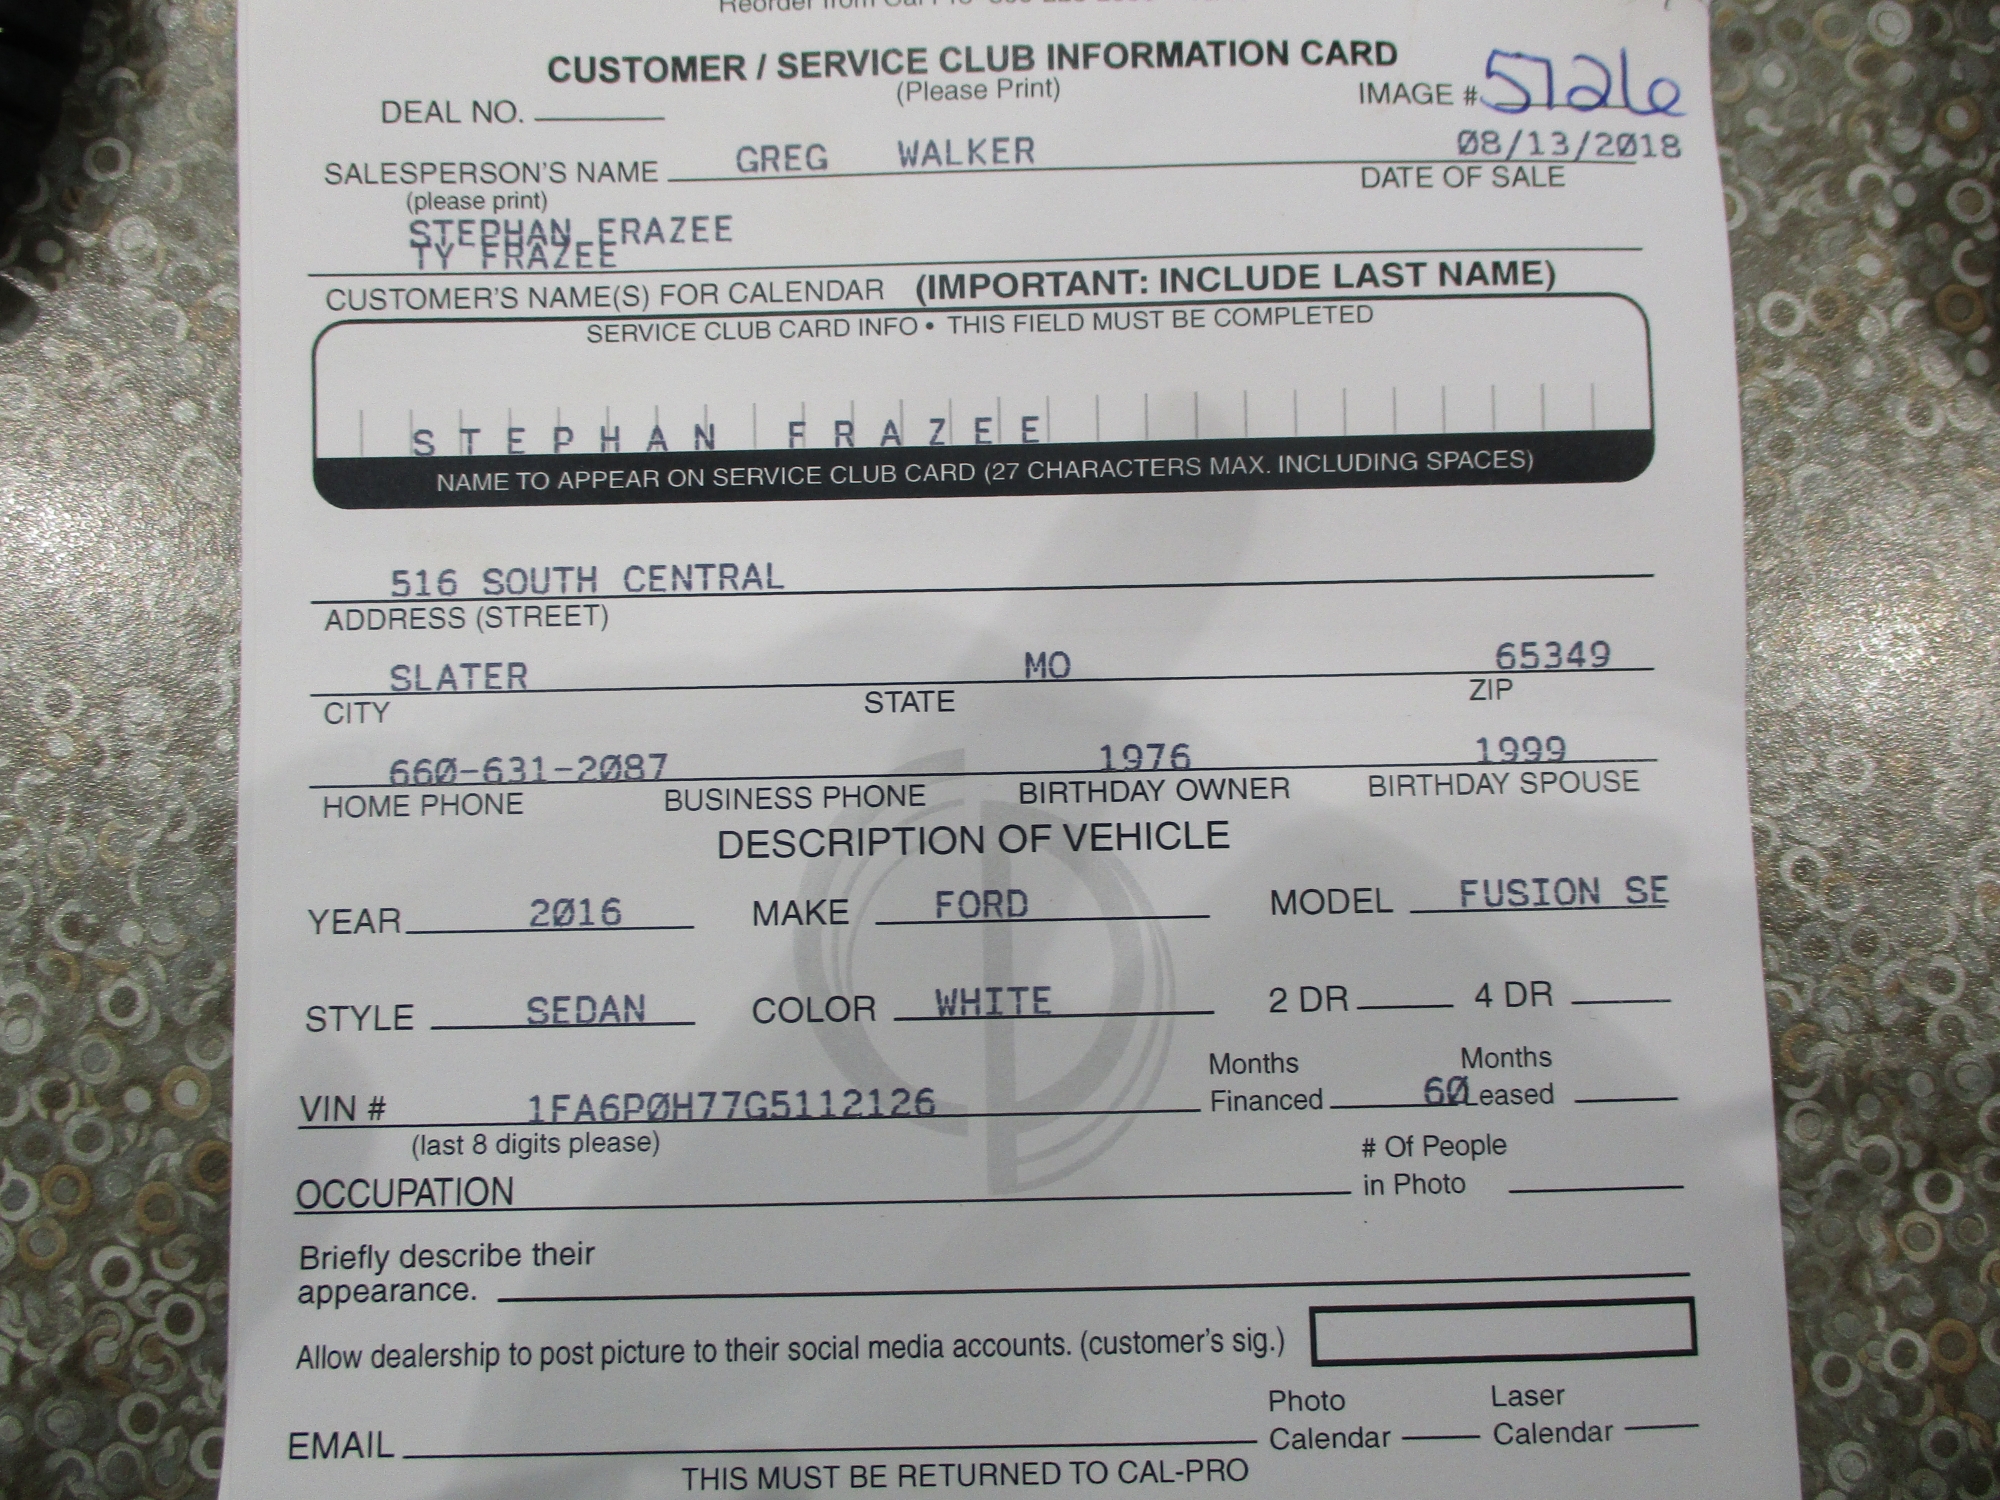 CUSTOMER / SERVICE CLUB INFORMATION CARD
(Please Print)
IMAGE # 5126
DEAL NO.
08/13/2018
SALESPERSON'S NAME GREG WALKER
DATE OF SALE
(please print)
STEPHAN FRAZEE
TY FRAZEE
CUSTOMER'S NAME(S) FOR CALENDAR (IMPORTANT: INCLUDE LAST NAME)
SERVICE CLUB CARD INFO • THIS FIELD MUST BE COMPLETED
STEPHAN FRAZEE
NAME TO APPEAR ON SERVICE CLUB CARD (27 CHARACTERS MAX. INCLUDING SPACES)
516 SOUTH CENTRAL
ADDRESS (STREET)
SLATER MO 65349
CITY STATE ZIP
660-631-2087 1976 1999
HOME PHONE BUSINESS PHONE BIRTHDAY OWNER BIRTHDAY SPOUSE
DESCRIPTION OF VEHICLE
YEAR 2016 MAKE FORD MODEL FUSION SE
STYLE SEDAN COLOR WHITE 2 DR 4 DR
Months Months
VIN # 1FA6P0H77G5112126 Financed 60 Leased
(last 8 digits please)
# Of People
OCCUPATION in Photo
Briefly describe their
appearance.
Allow dealership to post picture to their social media accounts. (customer's sig.)
Photo Laser
EMAIL Calendar Calendar
THIS MUST BE RETURNED TO CAL-PRO